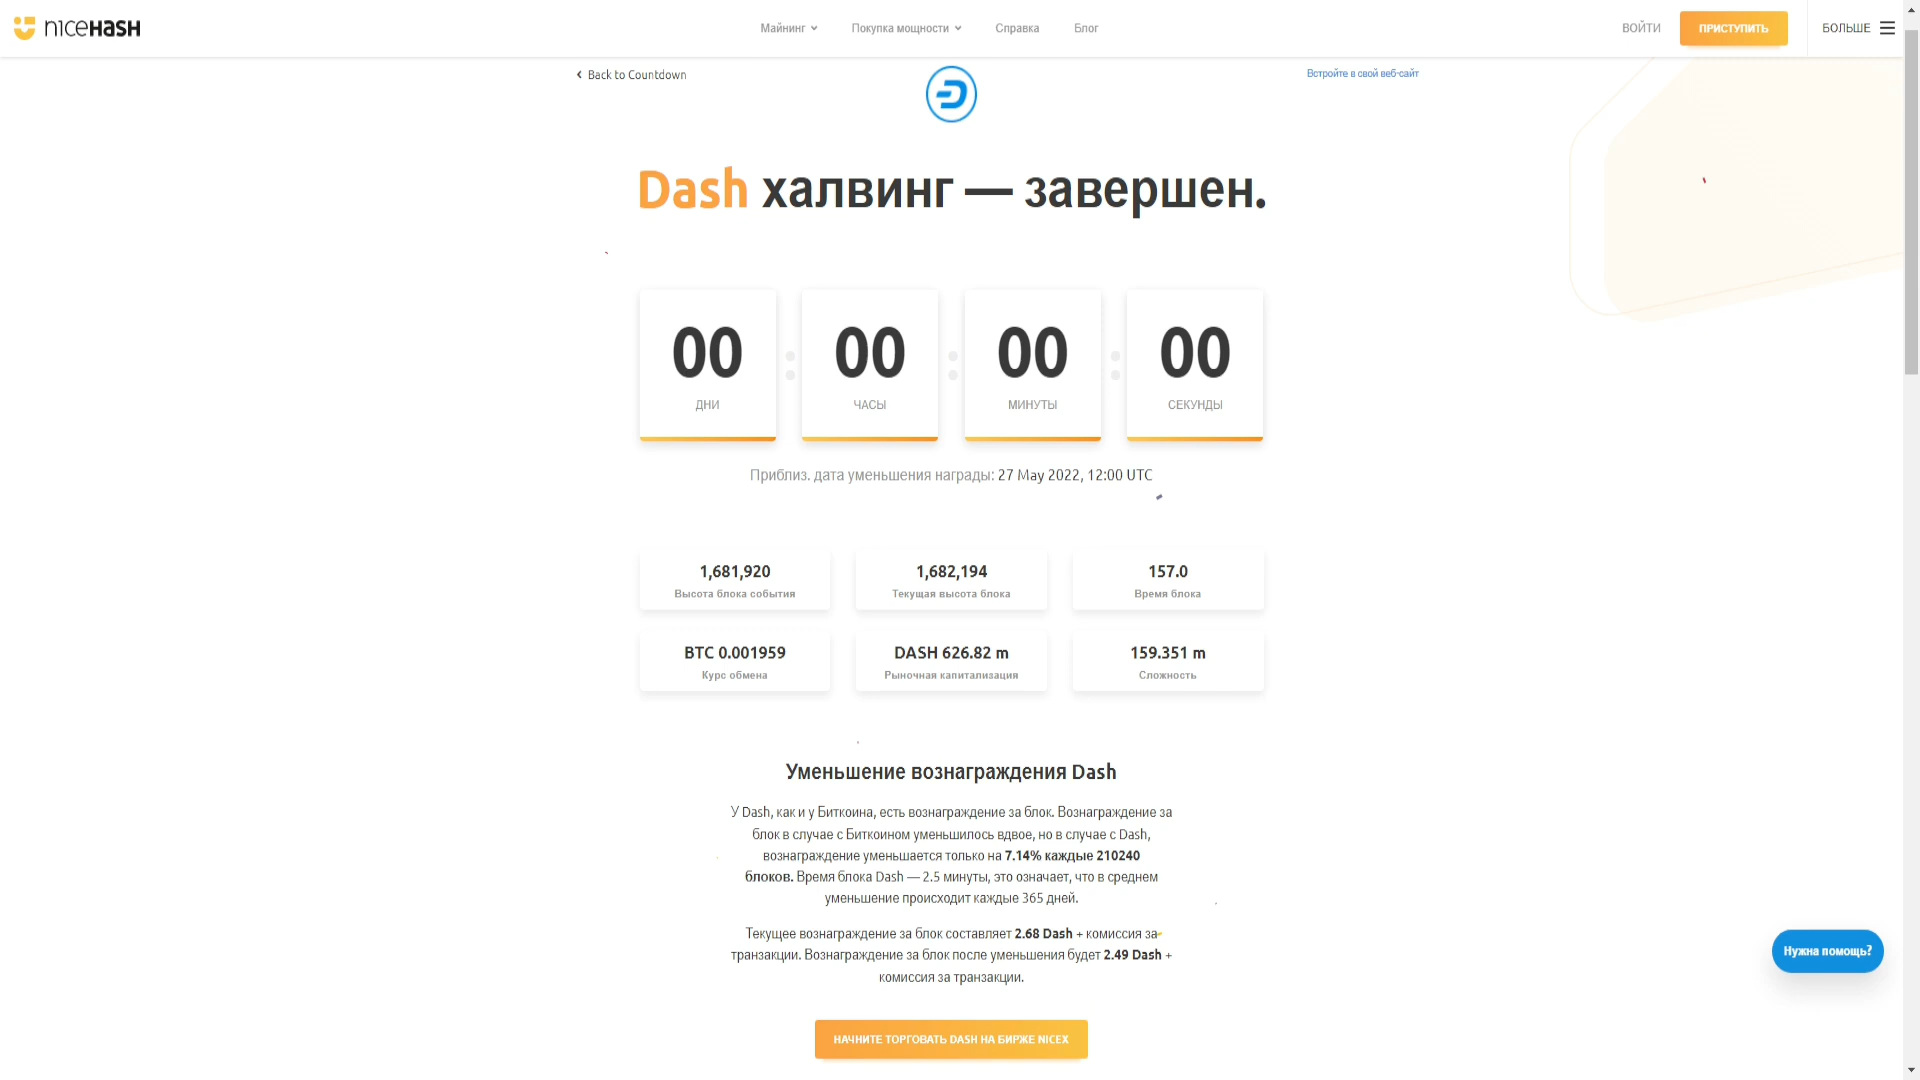 nıceHASH
Майнинг
Покупка мощности
Справка
Блог
ВОЙТИ
ПРИСТУПИТЬ
БОЛЬШЕ
Back to Countdown
Встройте в свой веб-сайт
Dash халвинг — завершен.
00
ДНИ
00
ЧАСЫ
00
МИНУТЫ
00
СЕКУНДЫ
Приблиз. дата уменьшения награды: 27 May 2022, 12:00 UTC
1,681,920
Высота блока события
1,682,194
Текущая высота блока
157.0
Время блока
BTC 0.001959
Курс обмена
DASH 626.82 m
Рыночная капитализация
159.351 m
Сложность
Уменьшение вознаграждения Dash
У Dash, как и у Биткоина, есть вознаграждение за блок. Вознаграждение за
блок в случае с Биткоином уменьшилось вдвое, но в случае с Dash,
вознаграждение уменьшается только на 7.14% каждые 210240
блоков. Время блока Dash — 2.5 минуты, это означает, что в среднем
уменьшение происходит каждые 365 дней.
Текущее вознаграждение за блок составляет 2.68 Dash + комиссия за
транзакции. Вознаграждение за блок после уменьшения будет 2.49 Dash +
комиссия за транзакции.
Нужна помощь?
НАЧНИТЕ ТОРГОВАТЬ DASH НА БИРЖЕ NICEX